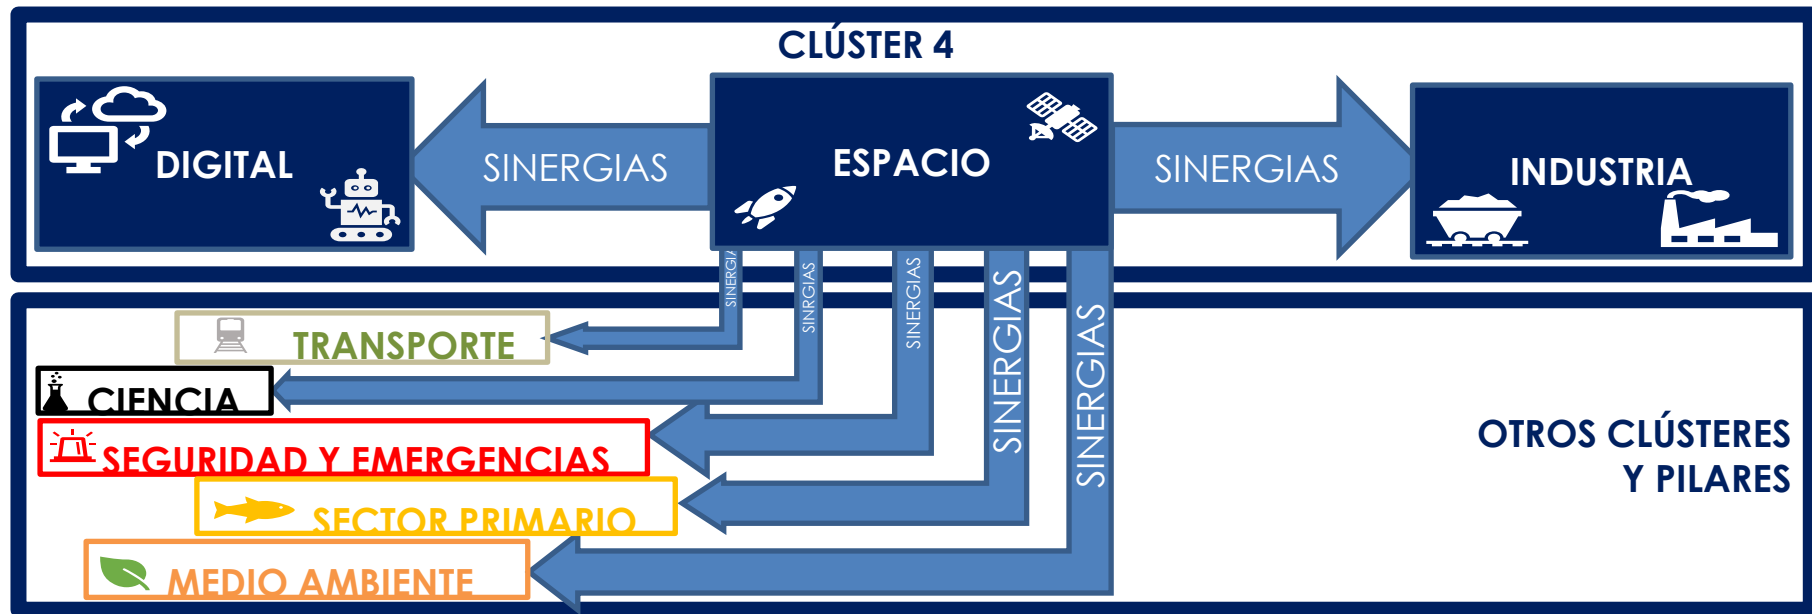 CLÚSTER 4
DIGITAL
SINERGIAS
ESPACIO
SINERGIAS
INDUSTRIA
SINERGIA
SINRGIAS
SINERGIAS
SINERGIAS
SINERGIAS
TRANSPORTE
CIENCIA
SEGURIDAD Y EMERGENCIAS
SECTOR PRIMARIO
MEDIO AMBIENTE
OTROS CLÚSTERES
Y PILARES